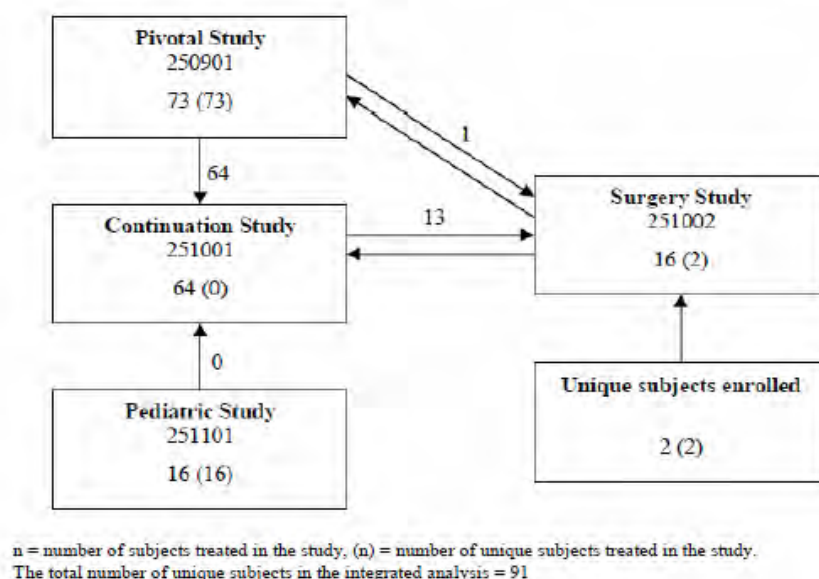 Pivotal Study
250901
73 (73)
1
64
Continuation Study
251001
64 (0)
13
Surgery Study
251002
16 (2)
0
Pediatric Study
251101
16 (16)
Unique subjects enrolled
2 (2)
n = number of subjects treated in the study, (n) = number of unique subjects treated in the study.
The total number of unique subjects in the integrated analysis = 91